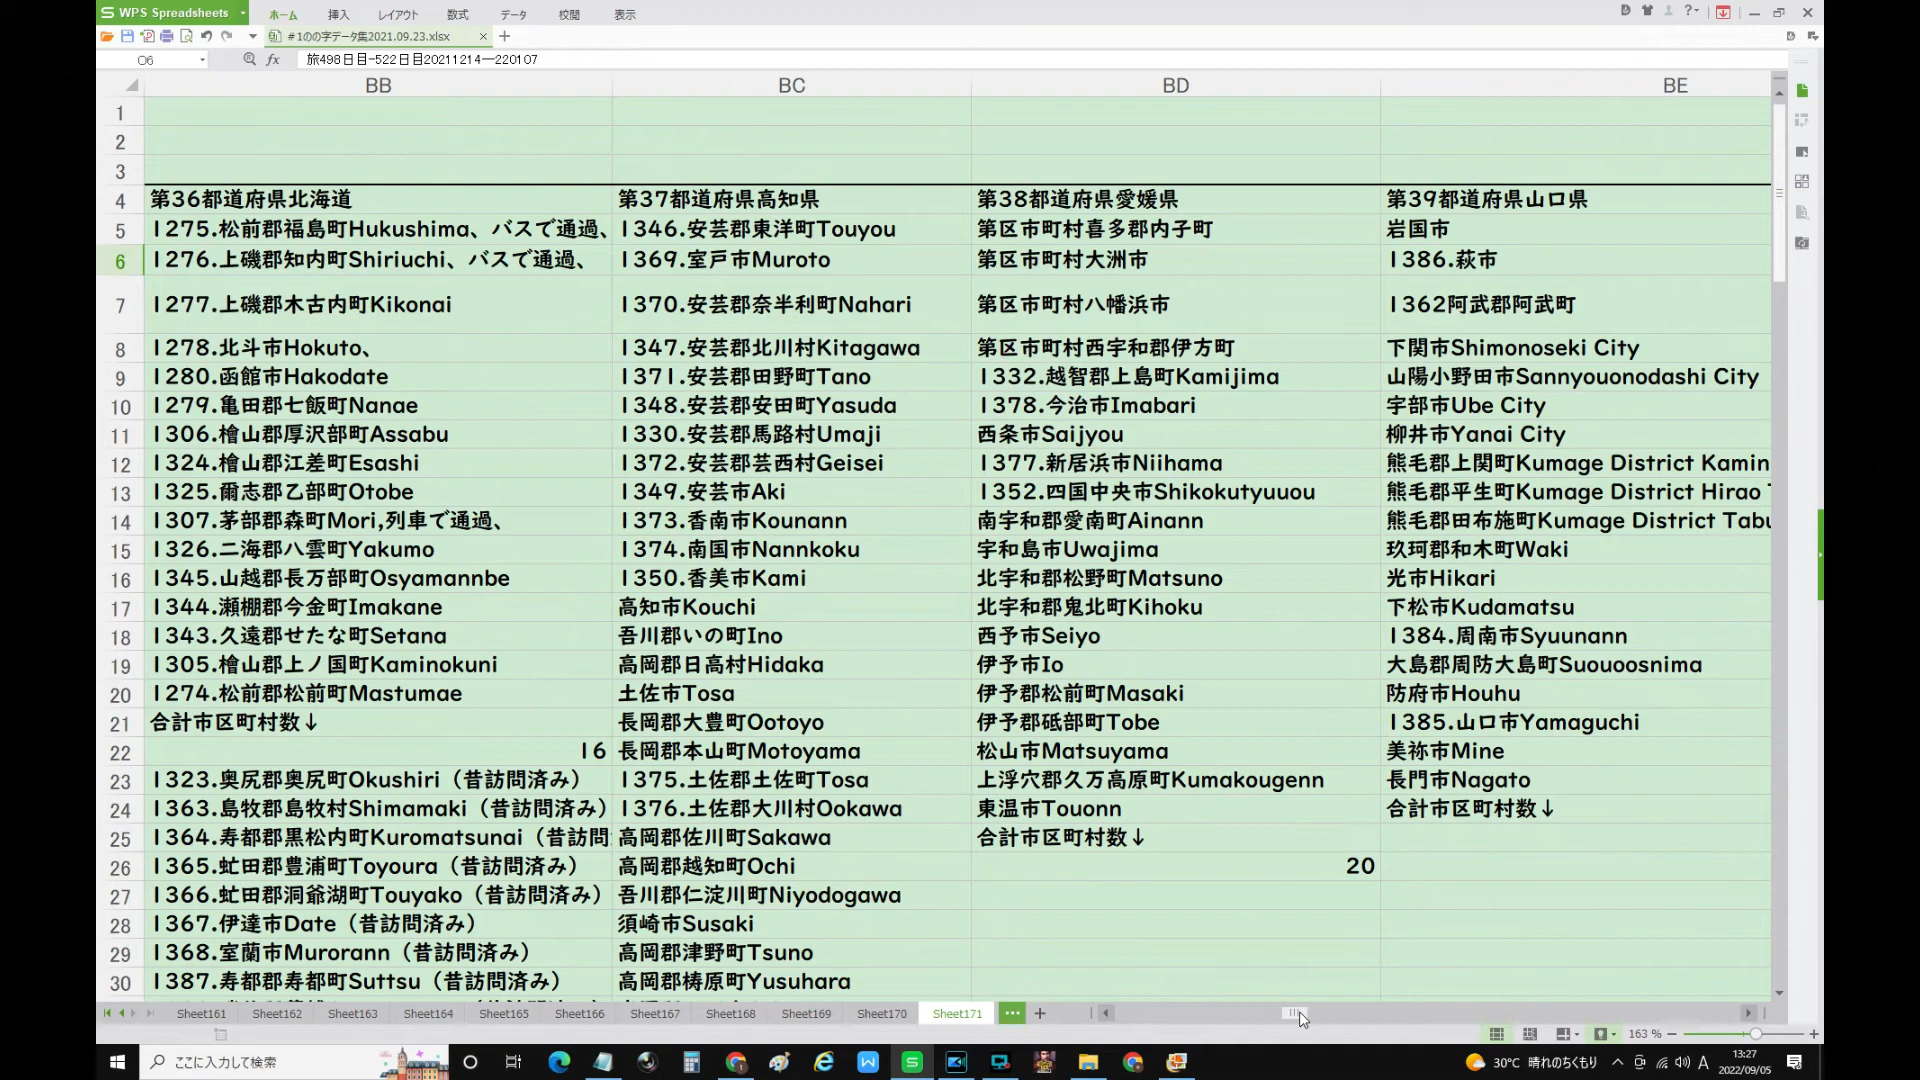 WPS Spreadsheets
ホーム 挿入 レイアウト 数式 データ 校閲 表示
#1のの字データ集2021.09.23.xlsx
O6 fx 旅498日目-522日目20211214―220107
BB BC BD BE
1
2
3
4 第36都道府県北海道 第37都道府県高知県 第38都道府県愛媛県 第39都道府県山口県
5 1275.松前郡福島町Hukushima、バスで通過、 1346.安芸郡東洋町Touyou 第区市町村喜多郡内子町 岩国市
6 1276.上磯郡知内町Shiriuchi、バスで通過、 1369.室戸市Muroto 第区市町村大洲市 1386.萩市
7 1277.上磯郡木古内町Kikonai 1370.安芸郡奈半利町Nahari 第区市町村八幡浜市 1362阿武郡阿武町
8 1278.北斗市Hokuto、 1347.安芸郡北川村Kitagawa 第区市町村西宇和郡伊方町 下関市Shimonoseki City
9 1280.函館市Hakodate 1371.安芸郡田野町Tano 1332.越智郡上島町Kamijima 山陽小野田市Sannyouonodashi City
10 1279.亀田郡七飯町Nanae 1348.安芸郡安田町Yasuda 1378.今治市Imabari 宇部市Ube City
11 1306.檜山郡厚沢部町Assabu 1330.安芸郡馬路村Umaji 西条市Saijyou 柳井市Yanai City
12 1324.檜山郡江差町Esashi 1372.安芸郡芸西村Geisei 1377.新居浜市Niihama 熊毛郡上関町Kumage District Kamin
13 1325.爾志郡乙部町Otobe 1349.安芸市Aki 1352.四国中央市Shikokutyuuou 熊毛郡平生町Kumage District Hirao T
14 1307.茅部郡森町Mori,列車で通過、 1373.香南市Kounann 南宇和郡愛南町Ainann 熊毛郡田布施町Kumage District Tabu
15 1326.二海郡八雲町Yakumo 1374.南国市Nannkoku 宇和島市Uwajima 玖珂郡和木町Waki
16 1345.山越郡長万部町Osyamannbe 1350.香美市Kami 北宇和郡松野町Matsuno 光市Hikari
17 1344.瀬棚郡今金町Imakane 高知市Kouchi 北宇和郡鬼北町Kihoku 下松市Kudamatsu
18 1343.久遠郡せたな町Setana 吾川郡いの町Ino 西予市Seiyo 1384.周南市Syuunann
19 1305.檜山郡上ノ国町Kaminokuni 高岡郡日高村Hidaka 伊予市Io 大島郡周防大島町Suouoosnima
20 1274.松前郡松前町Mastumae 土佐市Tosa 伊予郡松前町Masaki 防府市Houhu
21 合計市区町村数↓ 長岡郡大豊町Ootoyo 伊予郡砥部町Tobe 1385.山口市Yamaguchi
22 16 長岡郡本山町Motoyama 松山市Matsuyama 美祢市Mine
23 1323.奥尻郡奥尻町Okushiri（昔訪問済み） 1375.土佐郡土佐町Tosa 上浮穴郡久万高原町Kumakougenn 長門市Nagato
24 1363.島牧郡島牧村Shimamaki（昔訪問済み） 1376.土佐郡大川村Ookawa 東温市Touonn 合計市区町村数↓
25 1364.寿都郡黒松内町Kuromatsunai（昔訪問 高岡郡佐川町Sakawa 合計市区町村数↓
26 1365.虻田郡豊浦町Toyoura（昔訪問済み） 高岡郡越知町Ochi 20
27 1366.虻田郡洞爺湖町Touyako（昔訪問済み） 吾川郡仁淀川町Niyodogawa
28 1367.伊達市Date（昔訪問済み） 須崎市Susaki
29 1368.室蘭市Murorann（昔訪問済み） 高岡郡津野町Tsuno
30 1387.寿都郡寿都町Suttsu（昔訪問済み） 高岡郡梼原町Yusuhara
Sheet161 Sheet162 Sheet163 Sheet164 Sheet165 Sheet166 Sheet167 Sheet168 Sheet169 Sheet170 Sheet171
163 %
ここに入力して検索
30°C 晴れのちくもり A 13:27
2022/09/05